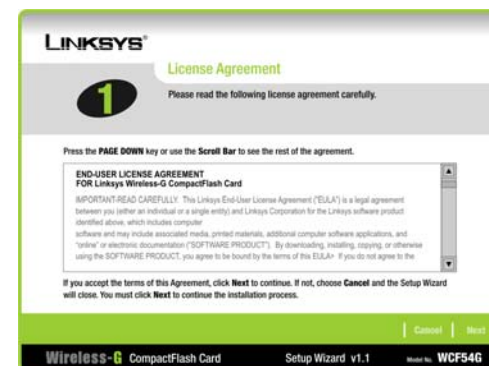 LINKSYS®
License Agreement
1
Please read the following license agreement carefully.
Press the PAGE DOWN key or use the Scroll Bar to see the rest of the agreement.
END-USER LICENSE AGREEMENT
FOR Linksys Wireless-G CompactFlash Card
IMPORTANT-READ CAREFULLY: This Linksys End-User License Agreement ("EULA") is a legal agreement
between you (either an individual or a single entity) and Linksys Corporation for the Linksys software product
identified above, which includes computer
software and may include associated media, printed materials, additional computer software applications, and
"online" or electronic documentation ("SOFTWARE PRODUCT"). By downloading, installing, copying, or otherwise
using the SOFTWARE PRODUCT, you agree to be bound by the terms of this EULA> If you do not agree to the
If you accept the terms of this Agreement, click Next to continue. If not, choose Cancel and the Setup Wizard
will close. You must click Next to continue the installation process.
Cancel | Next
Wireless-G CompactFlash Card Setup Wizard v1.1 Model No. WCF54G